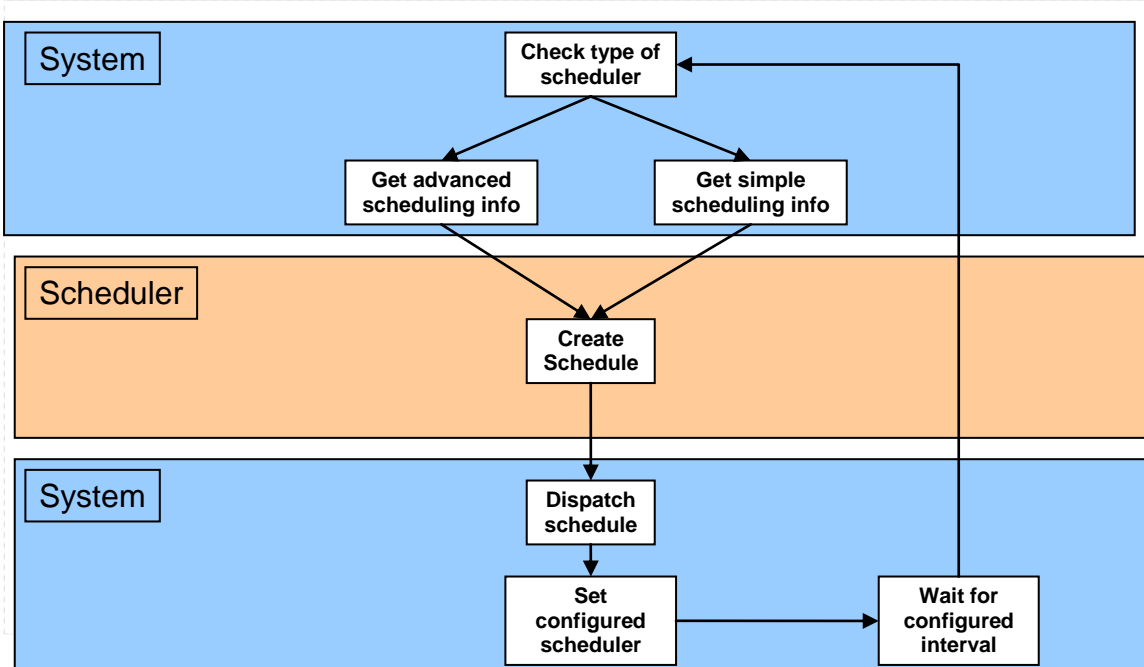 System
Check type of
scheduler
Get advanced
scheduling info
Get simple
scheduling info
Scheduler
Create
Schedule
System
Dispatch
schedule
Set
configured
scheduler
Wait for
configured
interval